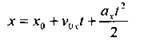 x = x₀ + v₀ₓt + aₓt²/2